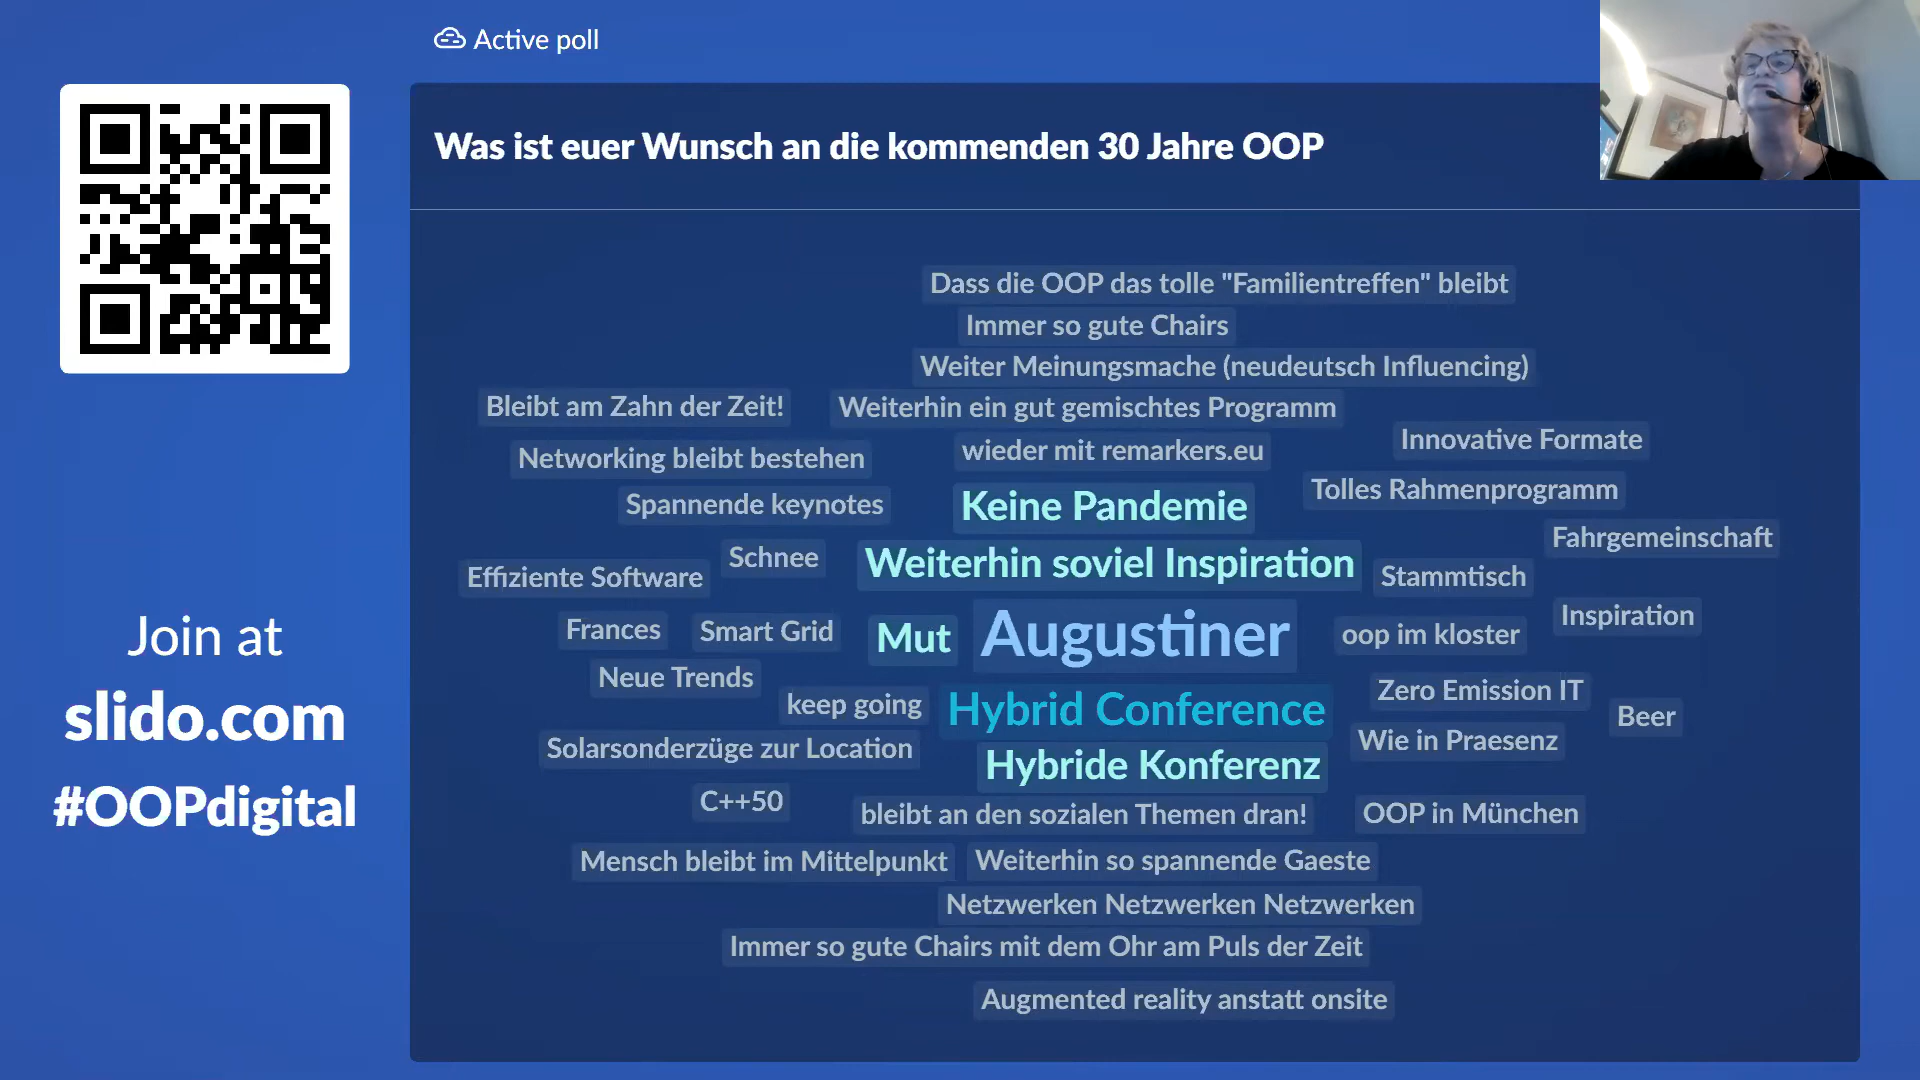 Active poll
Was ist euer Wunsch an die kommenden 30 Jahre OOP
Join at
slido.com
#OOPdigital
Dass die OOP das tolle "Familientreffen" bleibt
Immer so gute Chairs
Weiter Meinungsmache (neudeutsch Influencing)
Bleibt am Zahn der Zeit!
Weiterhin ein gut gemischtes Programm
Innovative Formate
Networking bleibt bestehen
wieder mit remarkers.eu
Spannende keynotes
Keine Pandemie
Tolles Rahmenprogramm
Fahrgemeinschaft
Schnee
Weiterhin soviel Inspiration
Effiziente Software
Stammtisch
Inspiration
Frances
Smart Grid
Mut
Augustiner
oop im kloster
Neue Trends
Zero Emission IT
keep going
Hybrid Conference
Beer
Solarsonderzüge zur Location
Wie in Praesenz
Hybride Konferenz
C++50
bleibt an den sozialen Themen dran!
OOP in München
Mensch bleibt im Mittelpunkt
Weiterhin so spannende Gaeste
Netzwerken Netzwerken Netzwerken
Immer so gute Chairs mit dem Ohr am Puls der Zeit
Augmented reality anstatt onsite